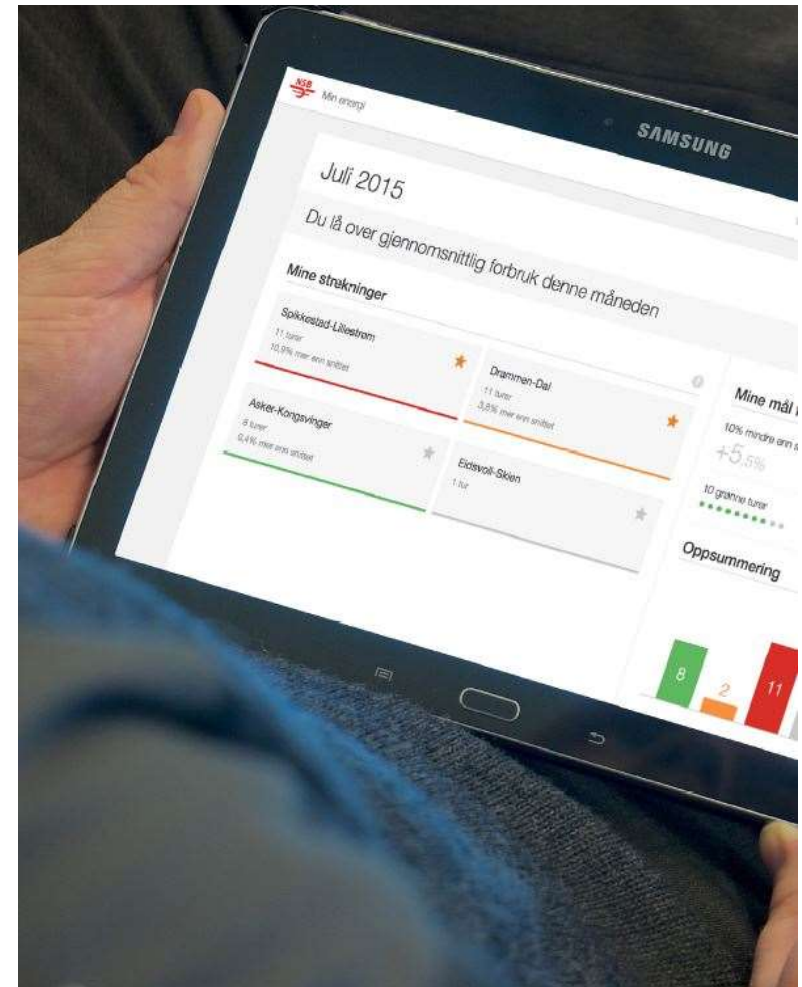 SAMSUNG
NSB
Min energi
Juli 2015
Du lå over gjennomsnittlig forbruk denne måneden
Mine strekninger
Spikkestad-Lillestrøm
11 turer
10,9% mer enn snittet
Drammen-Dal
11 turer
3,8% mer enn snittet
Asker-Kongsvinger
8 turer
9,4% mer enn snittet
Eidsvoll-Skien
1 tur
Mine mål
10% mindre enn
+5,5%
10 grønne turer
Oppsummering
8
2
11